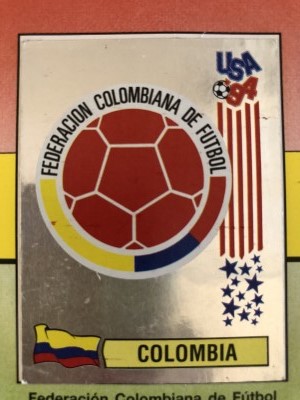 FEDERACION COLOMBIANA DE FUTBOL
USA
94
COLOMBIA
Federación Colombiana de Fútbol